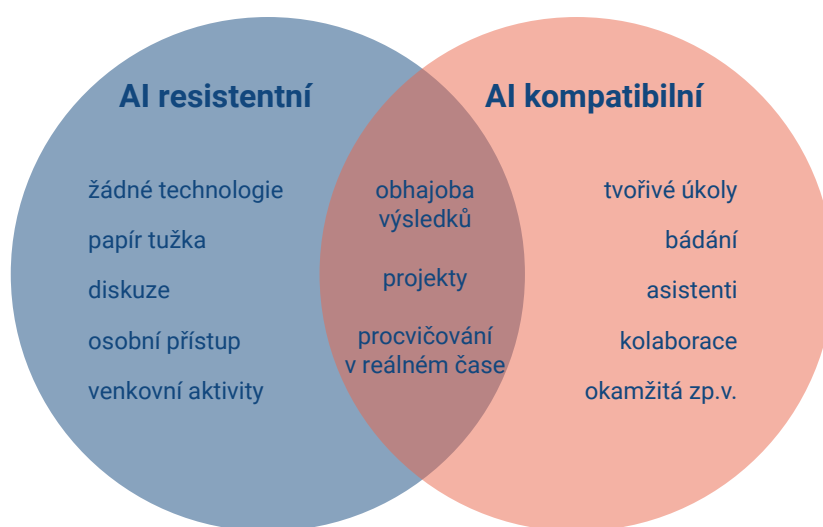 AI resistentní
žádné technologie
papír tužka
diskuze
osobní přístup
venkovní aktivity
obhajoba
výsledků
projekty
procvičování
v reálném čase
AI kompatibilní
tvořivé úkoly
bádání
asistenti
kolaborace
okamžitá zp.v.